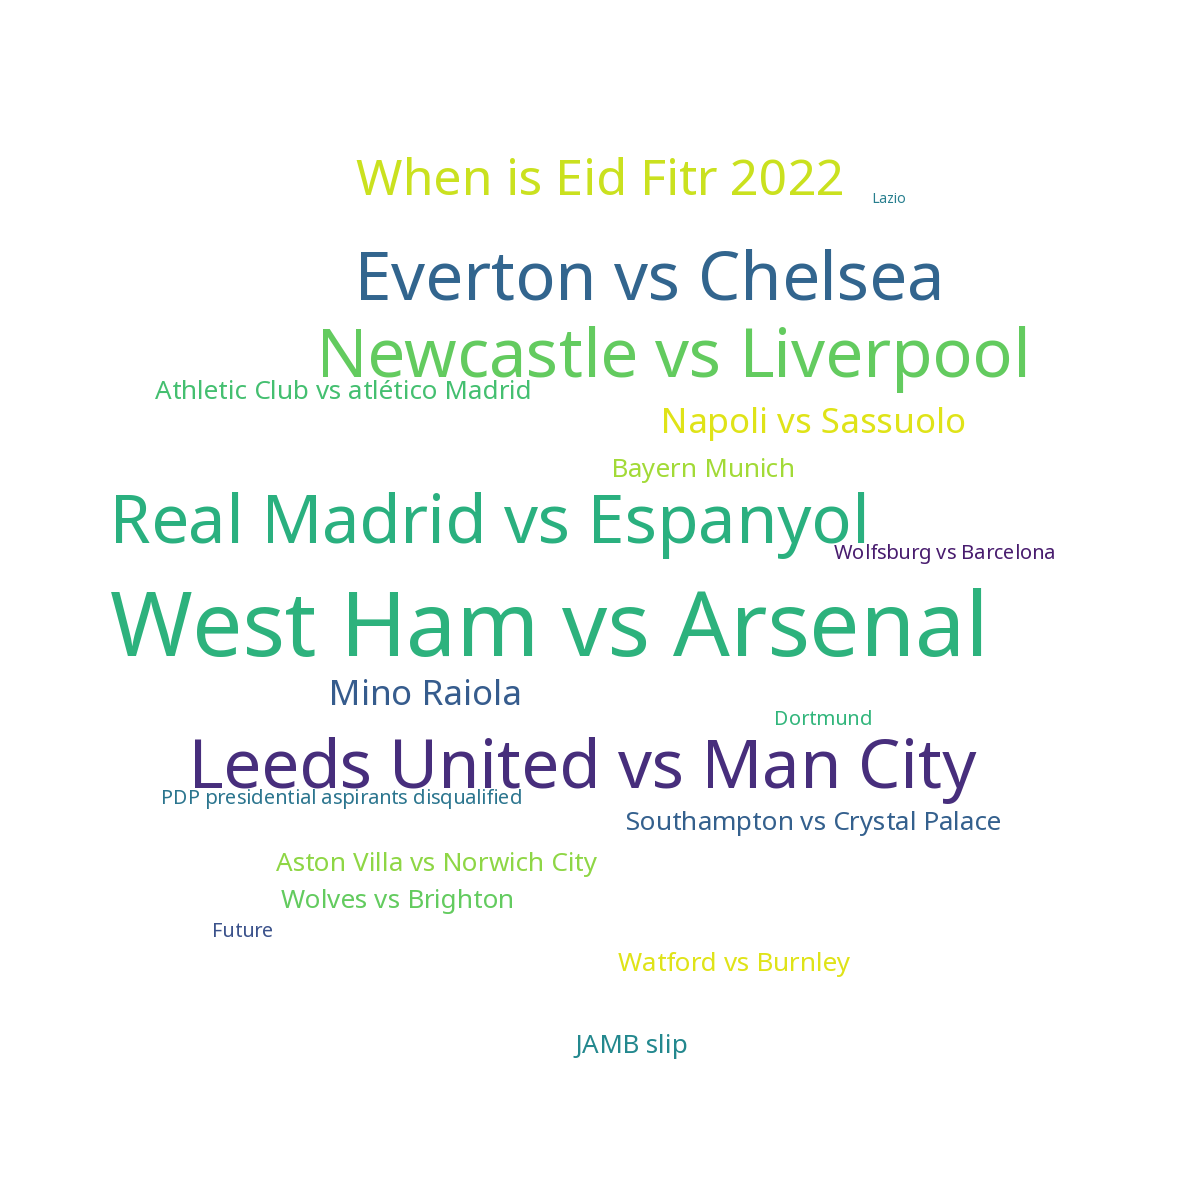 When is Eid Fitr 2022
Lazio
Everton vs Chelsea
Newcastle vs Liverpool
Athletic Club vs atlético Madrid
Napoli vs Sassuolo
Bayern Munich
Real Madrid vs Espanyol
Wolfsburg vs Barcelona
West Ham vs Arsenal
Mino Raiola
Dortmund
Leeds United vs Man City
PDP presidential aspirants disqualified
Southampton vs Crystal Palace
Aston Villa vs Norwich City
Wolves vs Brighton
Future
Watford vs Burnley
JAMB slip